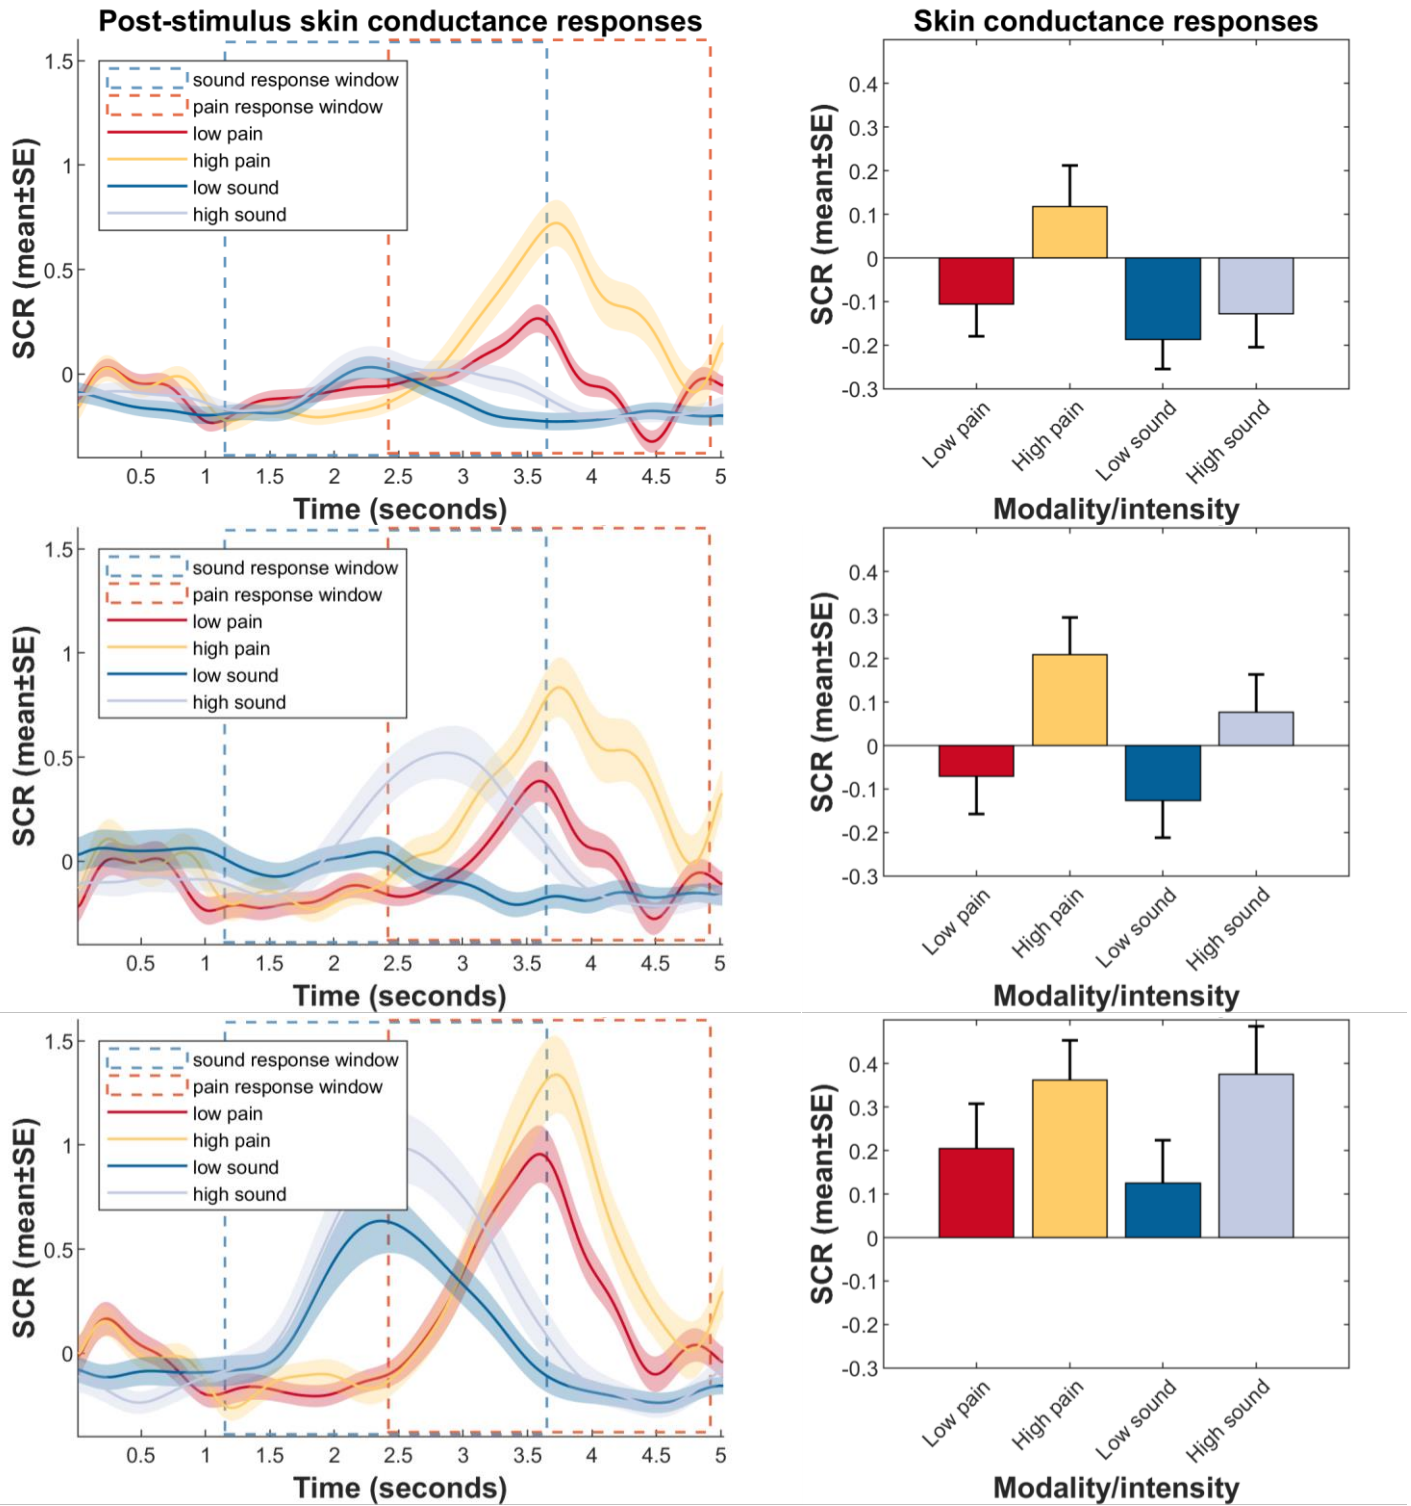 Post-stimulus skin conductance responses
SCR (mean±SE)
1.5
1
0.5
0
sound response window
pain response window
low pain
high pain
low sound
high sound
0.5 1 1.5 2 2.5 3 3.5 4 4.5 5
Time (seconds)
Skin conductance responses
SCR (mean±SE)
0.4
0.3
0.2
0.1
0
-0.1
-0.2
-0.3
Low pain High pain Low sound High sound
Modality/intensity
SCR (mean±SE)
1.5
1
0.5
0
sound response window
pain response window
low pain
high pain
low sound
high sound
0.5 1 1.5 2 2.5 3 3.5 4 4.5 5
Time (seconds)
SCR (mean±SE)
0.4
0.3
0.2
0.1
0
-0.1
-0.2
-0.3
Low pain High pain Low sound High sound
Modality/intensity
SCR (mean±SE)
1.5
1
0.5
0
sound response window
pain response window
low pain
high pain
low sound
high sound
0.5 1 1.5 2 2.5 3 3.5 4 4.5 5
Time (seconds)
SCR (mean±SE)
0.4
0.3
0.2
0.1
0
-0.1
-0.2
-0.3
Low pain High pain Low sound High sound
Modality/intensity